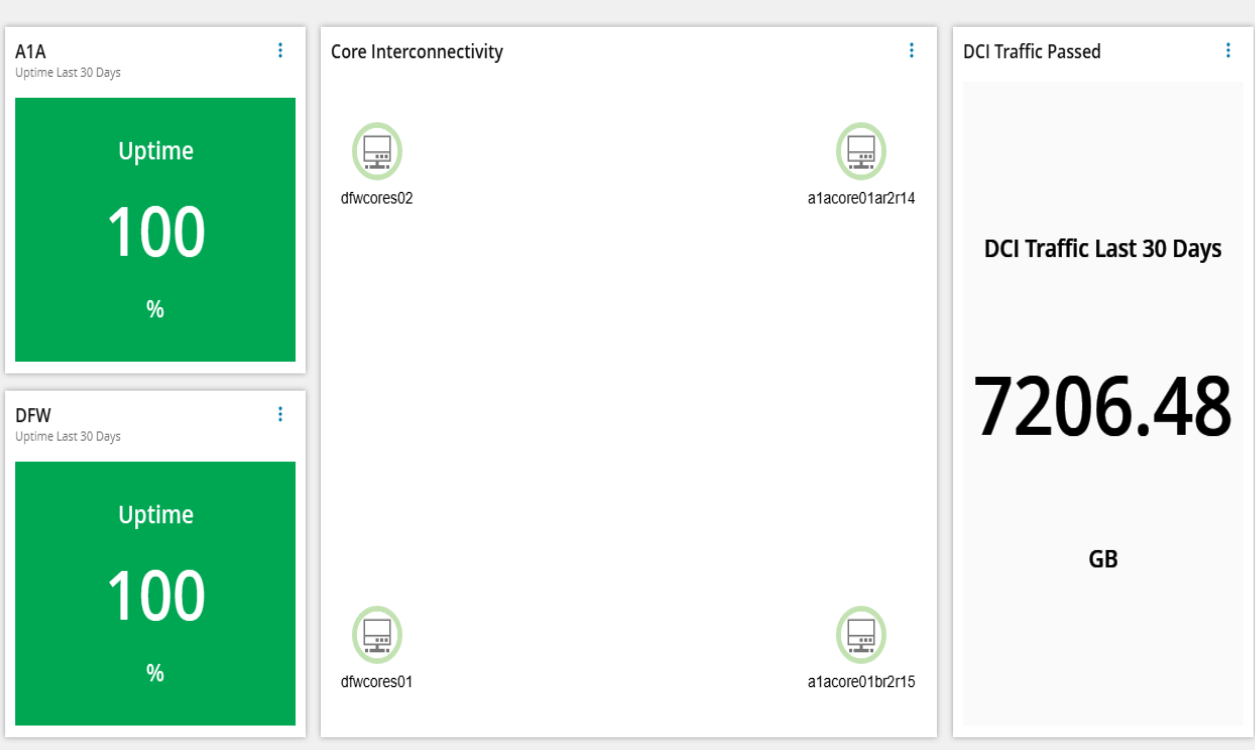 A1A
Uptime Last 30 Days
Uptime
100
%
DFW
Uptime Last 30 Days
Uptime
100
%
Core Interconnectivity
dfwcores02
a1acore01ar2r14
dfwcores01
a1acore01br2r15
DCI Traffic Passed
DCI Traffic Last 30 Days
7206.48
GB